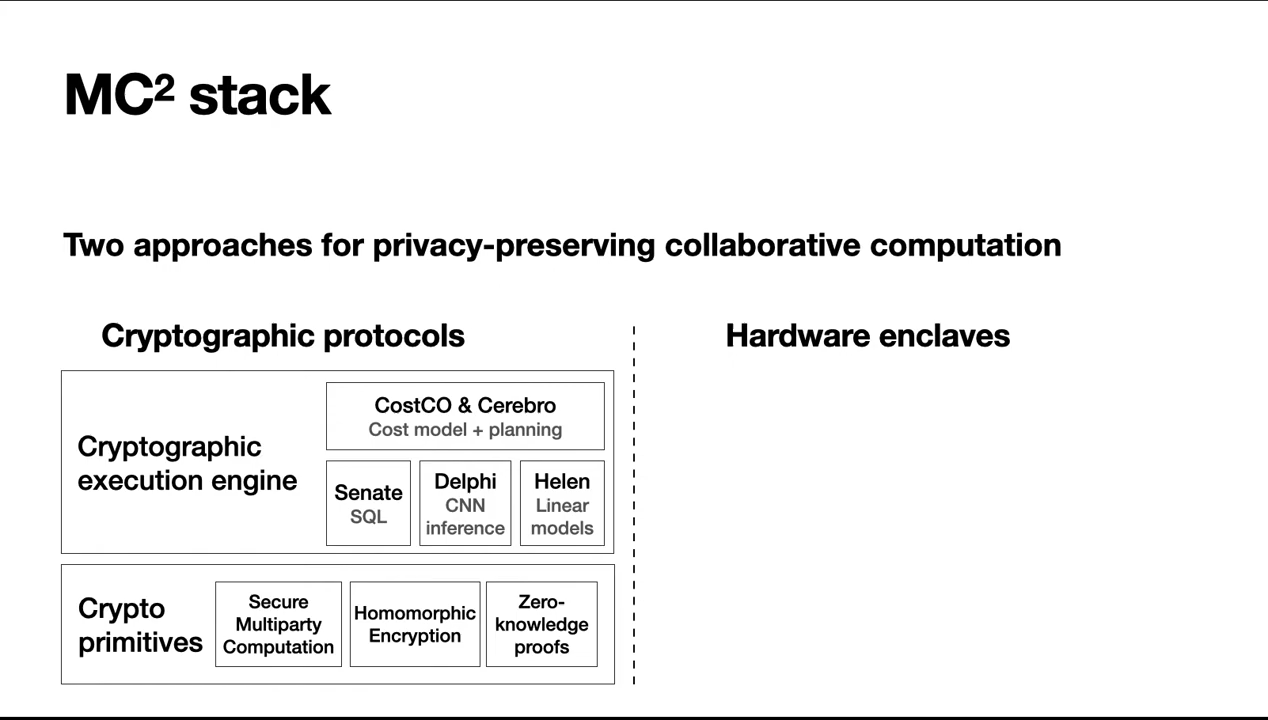 MC² stack
Two approaches for privacy-preserving collaborative computation
Cryptographic protocols
Cryptographic
execution engine
CostCO & Cerebro
Cost model + planning
Senate
SQL
Delphi
CNN
inference
Helen
Linear
models
Crypto
primitives
Secure
Multiparty
Computation
Homomorphic
Encryption
Zero-
knowledge
proofs
Hardware enclaves